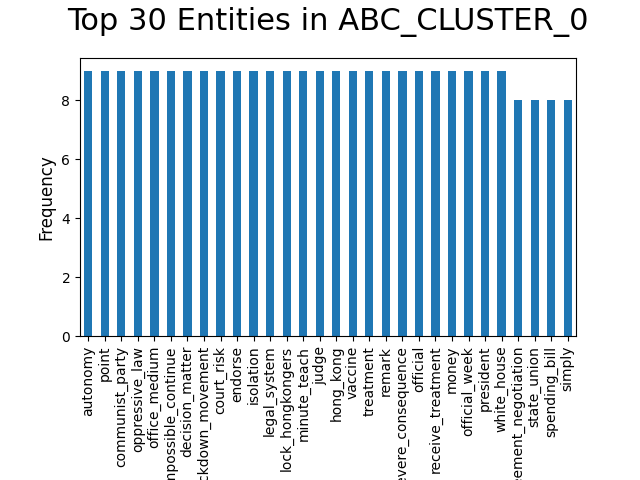 Top 30 Entities in ABC_CLUSTER_0
Frequency
8
6
4
2
0
autonomy
point
communist_party
oppressive_law
office_medium
mpossible_continue
decision_matter
ckdown_movement
court_risk
endorse
isolation
legal_system
lock_hongkongers
minute_teach
judge
hong_kong
vaccine
treatment
remark
evere_consequence
official
receive_treatment
money
official_week
president
white_house
ement_negotiation
state_union
spending_bill
simply